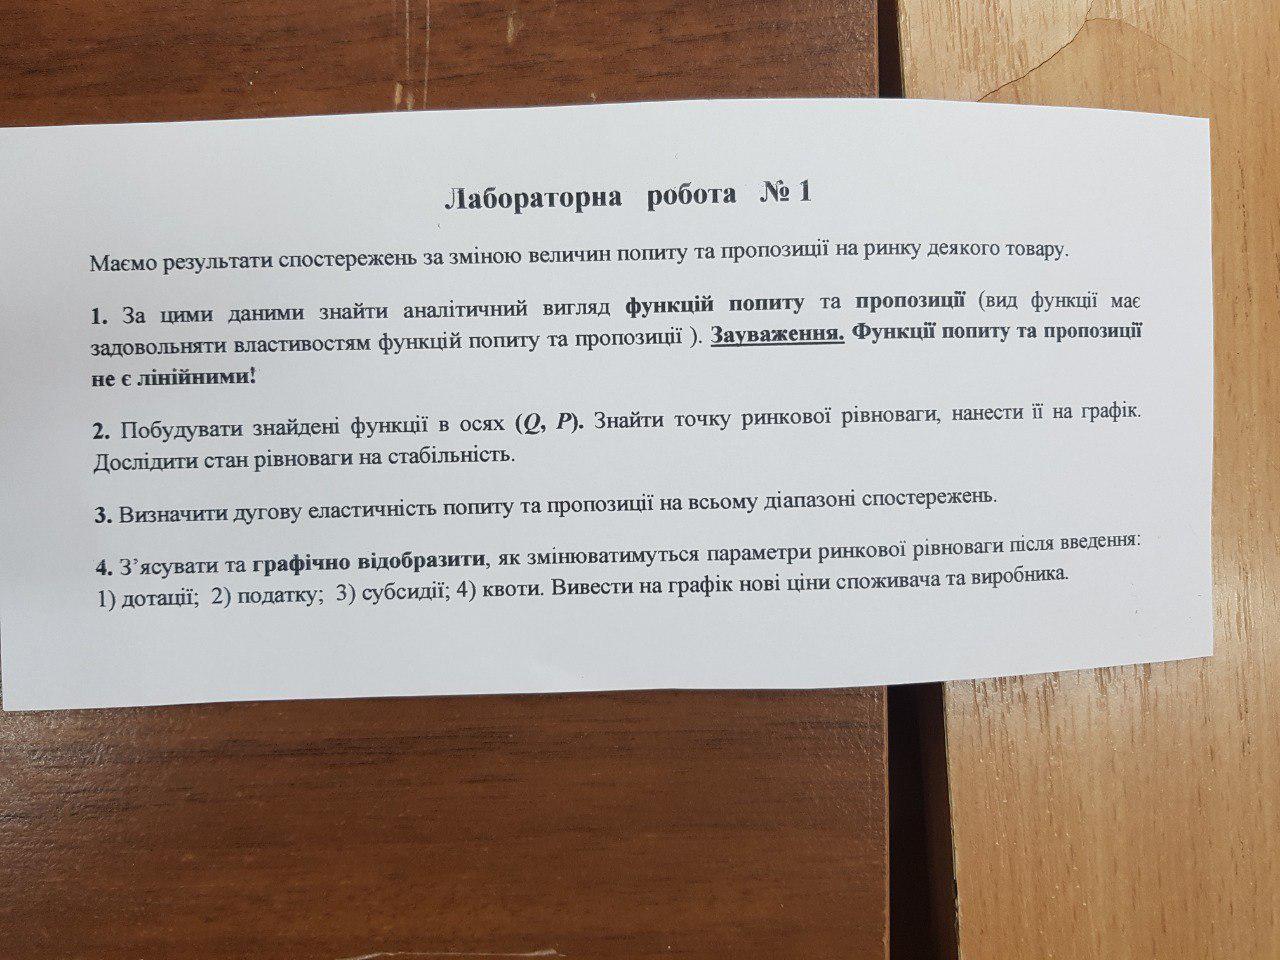 Лабораторна робота № 1
Маємо результати спостережень за зміною величин попиту та пропозиції на ринку деякого товару.
1. За цими даними знайти аналітичний вигляд функцій попиту та пропозиції (вид функції має
задовольняти властивостям функцій попиту та пропозиції ). Зауваження. Функції попиту та пропозиції
не є лінійними!
2. Побудувати знайдені функції в осях (Q, P). Знайти точку ринкової рівноваги, нанести її на графік.
Дослідити стан рівноваги на стабільність.
3. Визначити дугову еластичність попиту та пропозиції на всьому діапазоні спостережень.
4. З’ясувати та графічно відобразити, як змінюватимуться параметри ринкової рівноваги після введення:
1) дотації; 2) податку; 3) субсидії; 4) квоти. Вивести на графік нові ціни споживача та виробника.